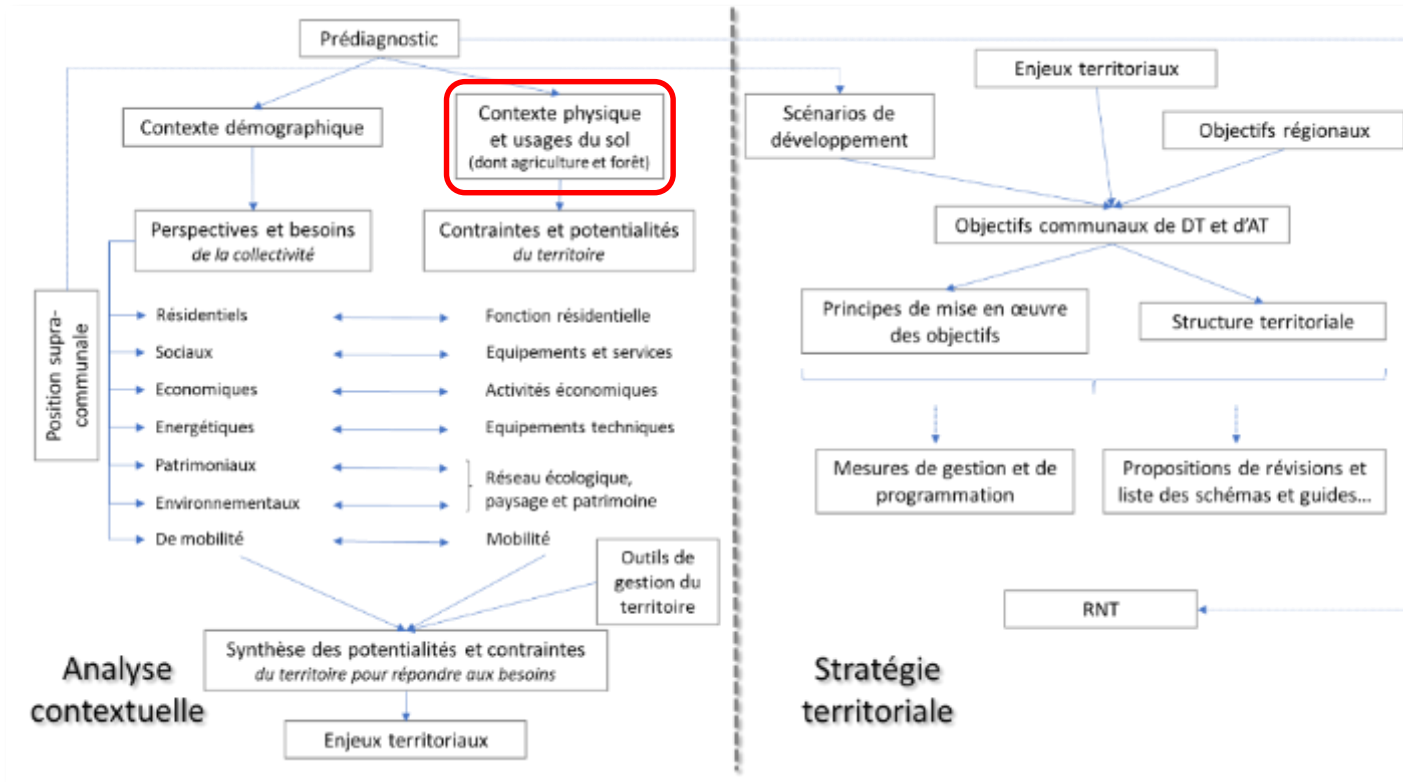 Prédiagnostic
Contexte démographique
Contexte physique
et usages du sol
(dont agriculture et forêt)
Perspectives et besoins
de la collectivité
Contraintes et potentialités
du territoire
Position supra-
communale
Résidentiels
Fonction résidentielle
Sociaux
Equipements et services
Economiques
Activités économiques
Energétiques
Equipements techniques
Patrimoniaux
Environnementaux
Réseau écologique,
paysage et patrimoine
De mobilité
Mobilité
Outils de
gestion du
territoire
Synthèse des potentialités et contraintes
du territoire pour répondre aux besoins
Enjeux territoriaux
Analyse
contextuelle
Enjeux territoriaux
Scénarios de
développement
Objectifs régionaux
Objectifs communaux de DT et d'AT
Principes de mise en œuvre
des objectifs
Structure territoriale
Mesures de gestion et de
programmation
Propositions de révisions et
liste des schémas et guides...
RNT
Stratégie
territoriale